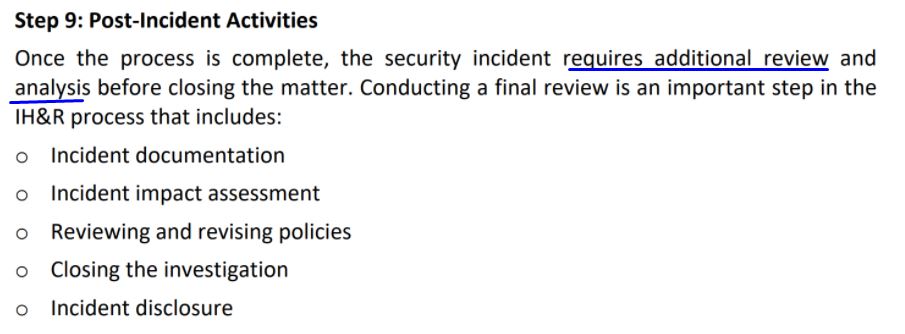 Step 9: Post-Incident Activities
Once the process is complete, the security incident requires additional review and
analysis before closing the matter. Conducting a final review is an important step in the
IH&R process that includes:
o Incident documentation
o Incident impact assessment
o Reviewing and revising policies
o Closing the investigation
o Incident disclosure